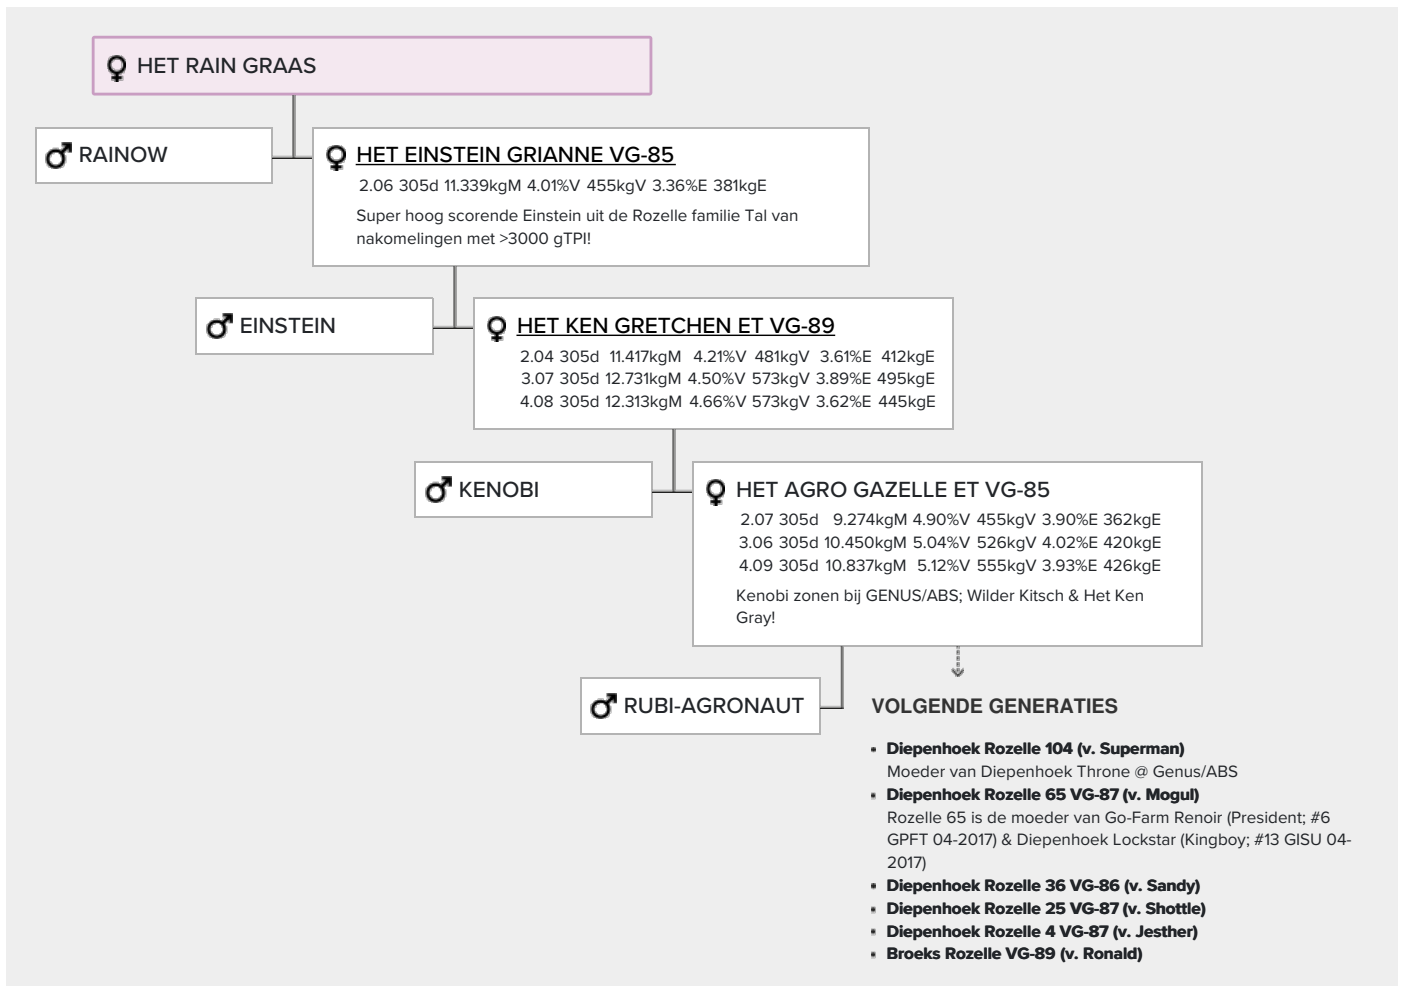 HET RAIN GRAAS
RAINOW
HET EINSTEIN GRIANNE VG-85
2.06 305d 11.339kgM 4.01%V 455kgV 3.36%E 381kgE
Super hoog scorende Einstein uit de Rozelle familie Tal van
nakomelingen met >3000 gTPI!
EINSTEIN
HET KEN GRETCHEN ET VG-89
2.04 305d 11.417kgM 4.21%V 481kgV 3.61%E 412kgE
3.07 305d 12.731kgM 4.50%V 573kgV 3.89%E 495kgE
4.08 305d 12.313kgM 4.66%V 573kgV 3.62%E 445kgE
KENOBI
HET AGRO GAZELLE ET VG-85
2.07 305d 9.274kgM 4.90%V 455kgV 3.90%E 362kgE
3.06 305d 10.450kgM 5.04%V 526kgV 4.02%E 420kgE
4.09 305d 10.837kgM 5.12%V 555kgV 3.93%E 426kgE
Kenobi zonen bij GENUS/ABS; Wilder Kitsch & Het Ken
Gray!
RUBI-AGRONAUT
VOLGENDE GENERATIES
▪ Diepenhoek Rozelle 104 (v. Superman)
Moeder van Diepenhoek Throne @ Genus/ABS
▪ Diepenhoek Rozelle 65 VG-87 (v. Mogul)
Rozelle 65 is de moeder van Go-Farm Renoir (President; #6
GPFT 04-2017) & Diepenhoek Lockstar (Kingboy; #13 GISU 04-
2017)
▪ Diepenhoek Rozelle 36 VG-86 (v. Sandy)
▪ Diepenhoek Rozelle 25 VG-87 (v. Shottle)
▪ Diepenhoek Rozelle 4 VG-87 (v. Jesther)
▪ Broeks Rozelle VG-89 (v. Ronald)